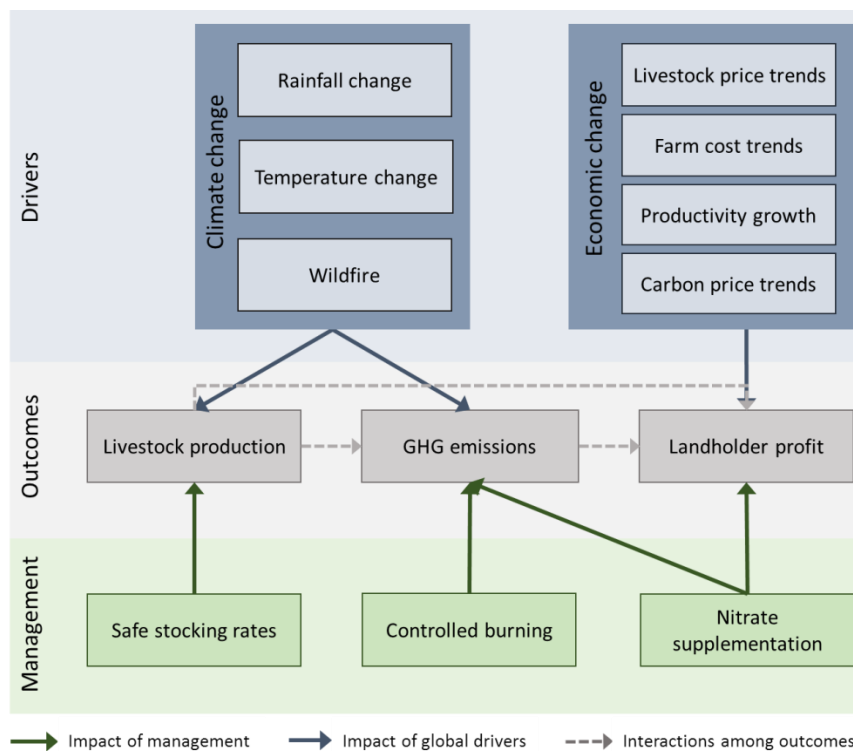 Drivers
Climate change
Rainfall change
Temperature change
Wildfire
Economic change
Livestock price trends
Farm cost trends
Productivity growth
Carbon price trends
Outcomes
Livestock production
GHG emissions
Landholder profit
Management
Safe stocking rates
Controlled burning
Nitrate
supplementation
Impact of management
Impact of global drivers
Interactions among outcomes